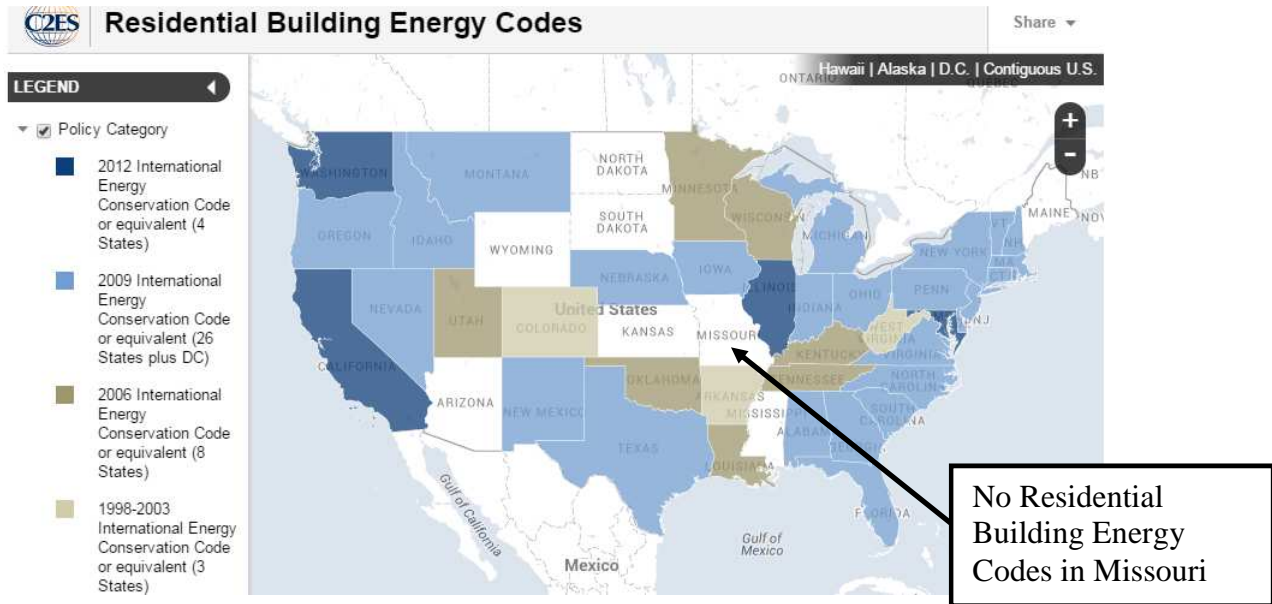 C2ES
Residential Building Energy Codes
Share
LEGEND
Hawaii | Alaska | D.C. | Contiguous U.S.
ONTARIO
QUEBEC
Policy Category
+
-
2012 International
Energy
Conservation Code
or equivalent (4
States)
2009 International
Energy
Conservation Code
or equivalent (26
States plus DC)
2006 International
Energy
Conservation Code
or equivalent (8
States)
1998-2003
International Energy
Conservation Code
or equivalent (3
States)
WASHINGTON
MONTANA
NORTH
DAKOTA
MINNESOTA
NB
OREGON
IDAHO
WYOMING
SOUTH
DAKOTA
WISCONSIN
MICHIGAN
NEW YORK
VT
NH
MA
CT
MAINE
NOV
NEVADA
UTAH
COLORADO
NEBRASKA
IOWA
ILLINOIS
INDIANA
OHIO
PENN
NJ
United States
KANSAS
MISSOURI
WEST
VIRGINIA
KENTUCKY
VIRGINIA
CALIFORNIA
ARIZONA
NEW MEXICO
OKLAHOMA
ARKANSAS
TENNESSEE
NORTH
CAROLINA
MISSISSIPPI
ALABAMA
SOUTH
CAROLINA
GEORGIA
TEXAS
LOUISIANA
FLORIDA
Gulf of California
Gulf of
Mexico
Mexico
No Residential
Building Energy
Codes in Missouri